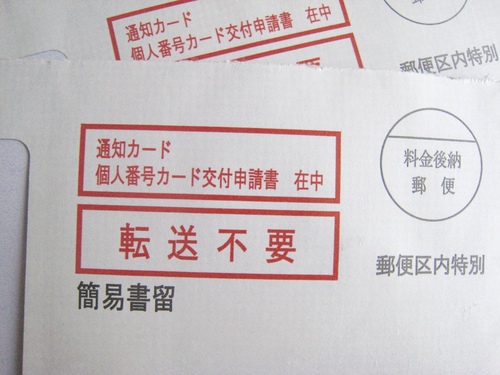 通知カード
個人番号カード交付申請書 在中
郵便区内特別
通知カード
個人番号カード交付申請書 在中
転送不要
簡易書留
料金後納
郵便
郵便区内特別